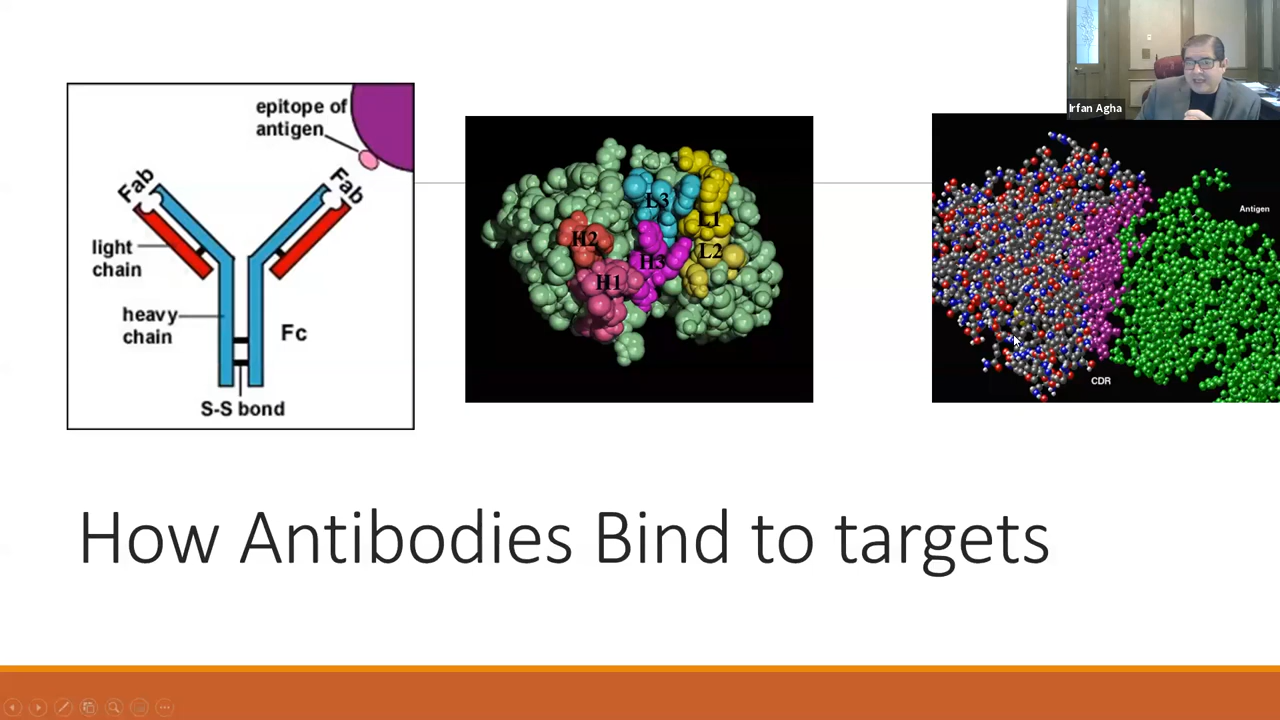 epitope of
antigen
Fab
Fab
light
chain
heavy
chain
Fc
S-S bond
L3
L1
H2
L2
H3
H1
Irfan Agha
Antigen
CDR
How Antibodies Bind to targets